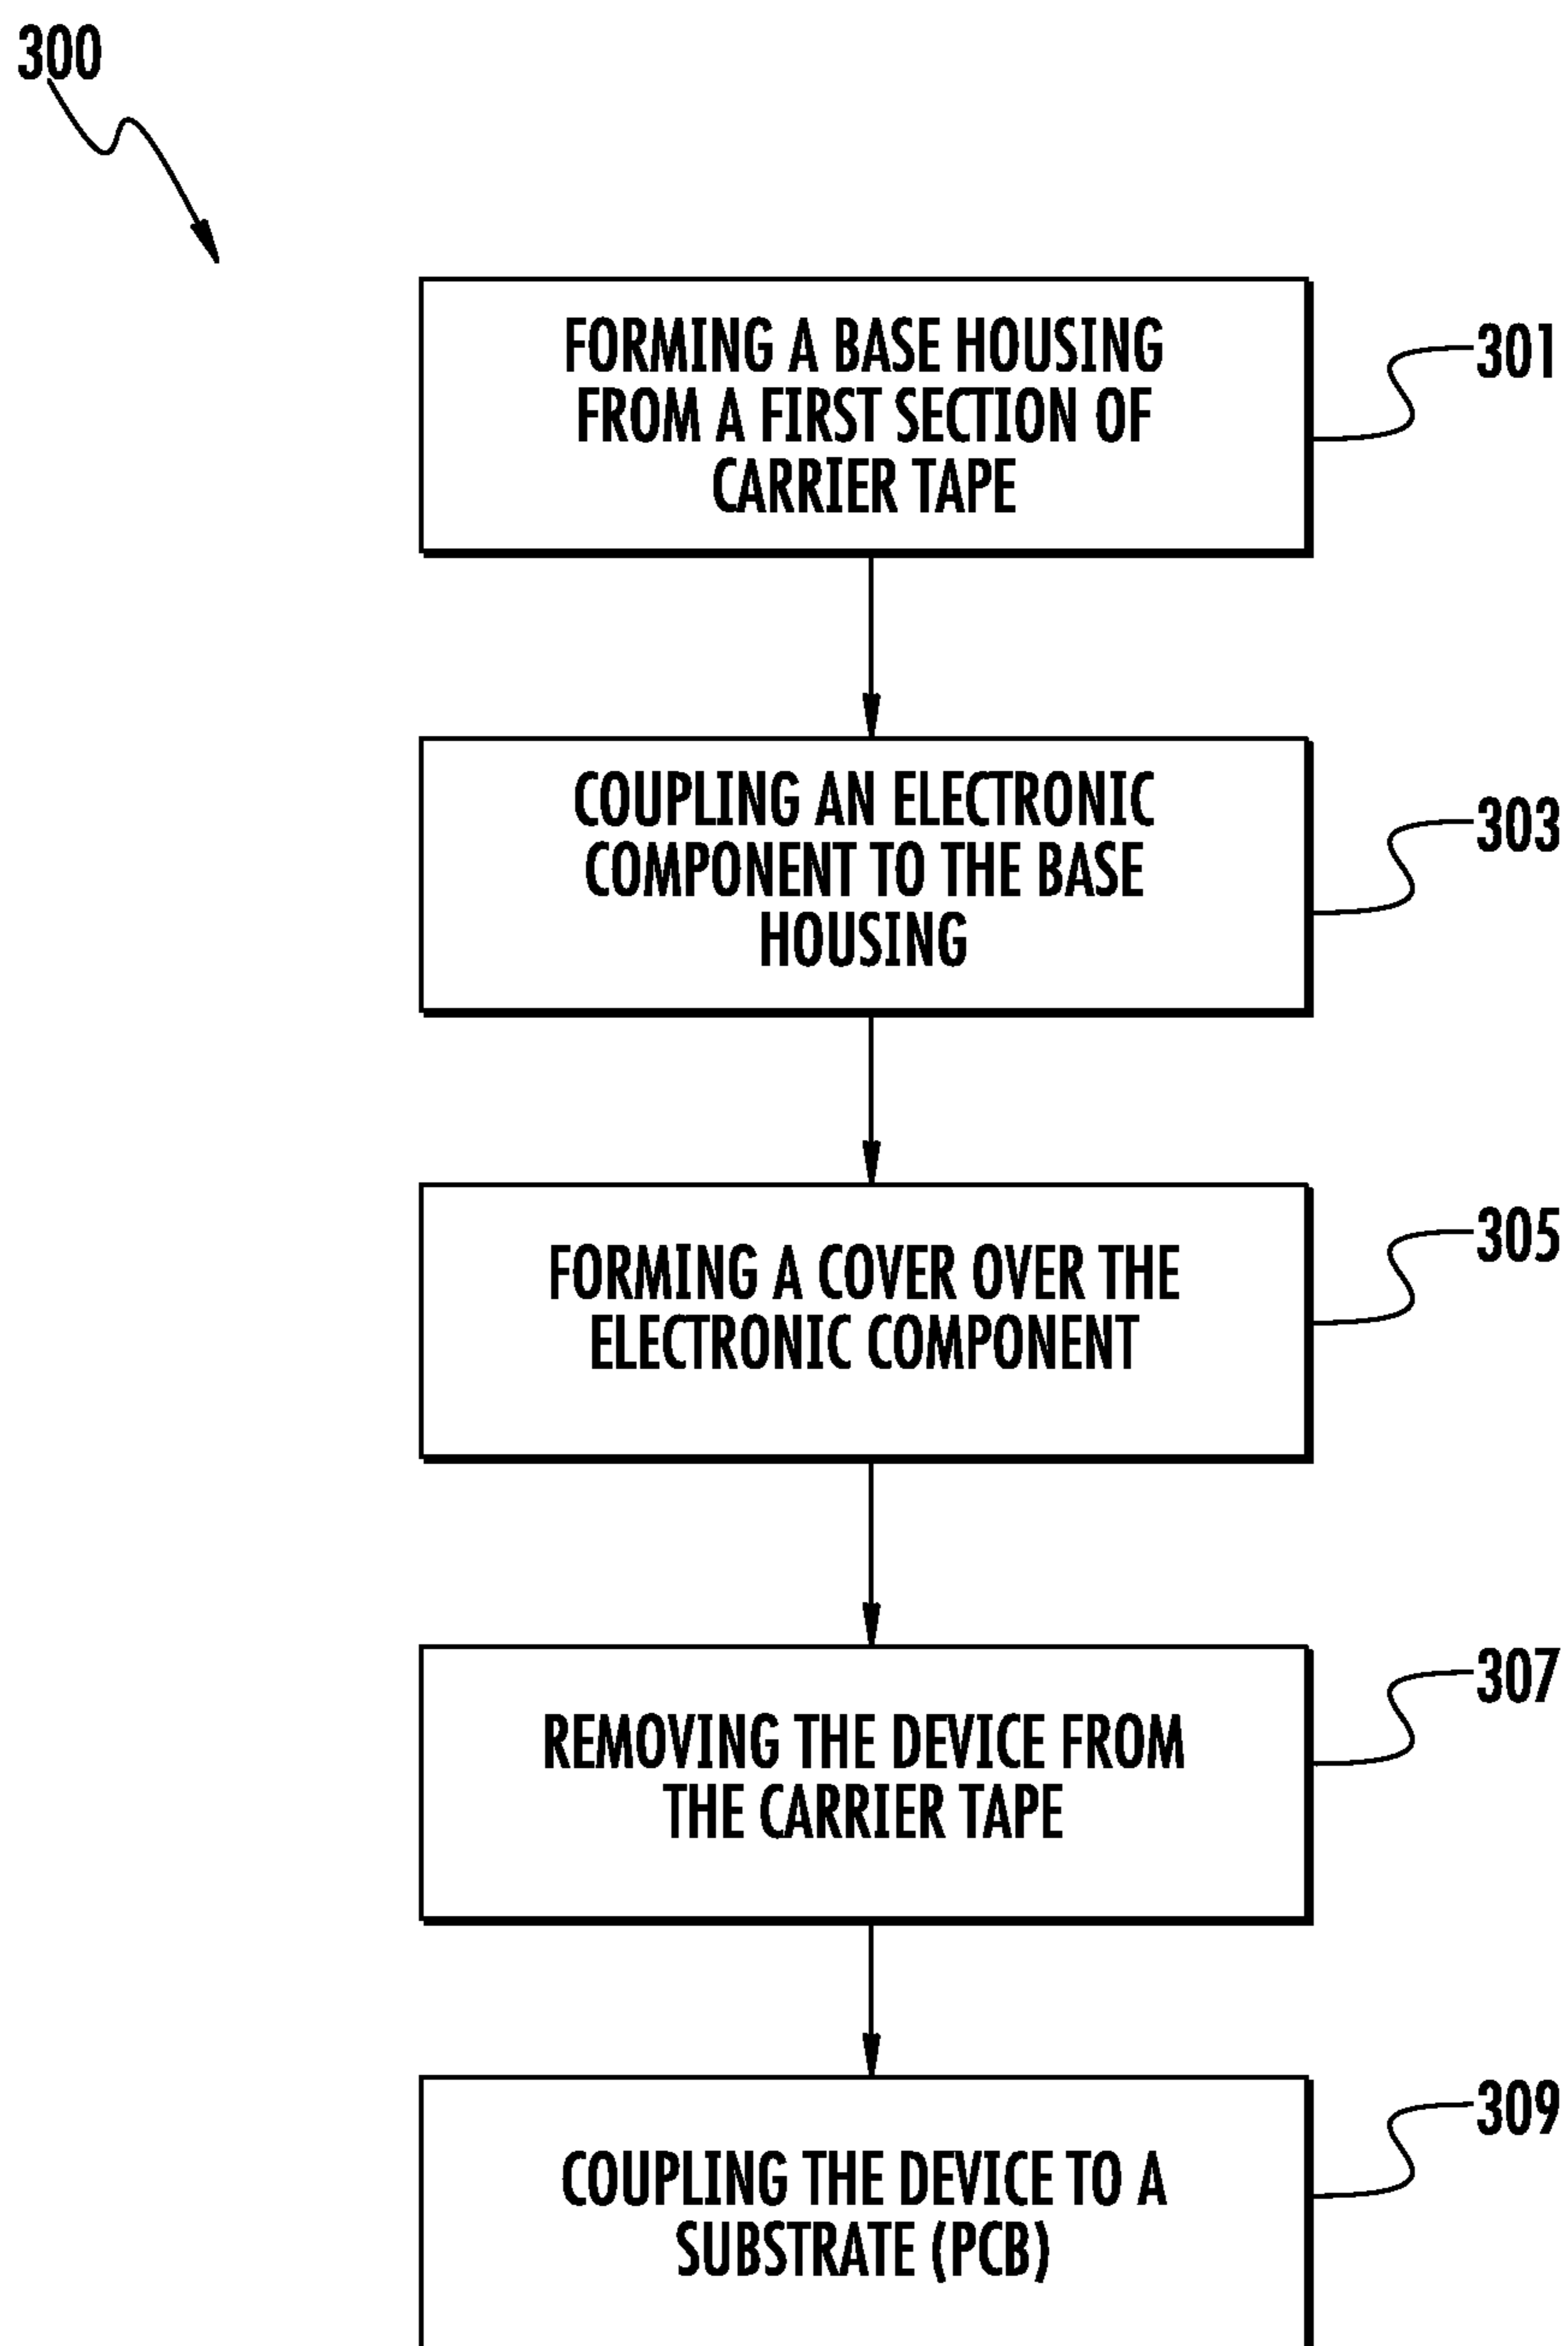 300
FORMING A BASE HOUSING
FROM A FIRST SECTION OF
CARRIER TAPE
301
COUPLING AN ELECTRONIC
COMPONENT TO THE BASE
HOUSING
303
FORMING A COVER OVER THE
ELECTRONIC COMPONENT
305
REMOVING THE DEVICE FROM
THE CARRIER TAPE
307
COUPLING THE DEVICE TO A
SUBSTRATE (PCB)
309